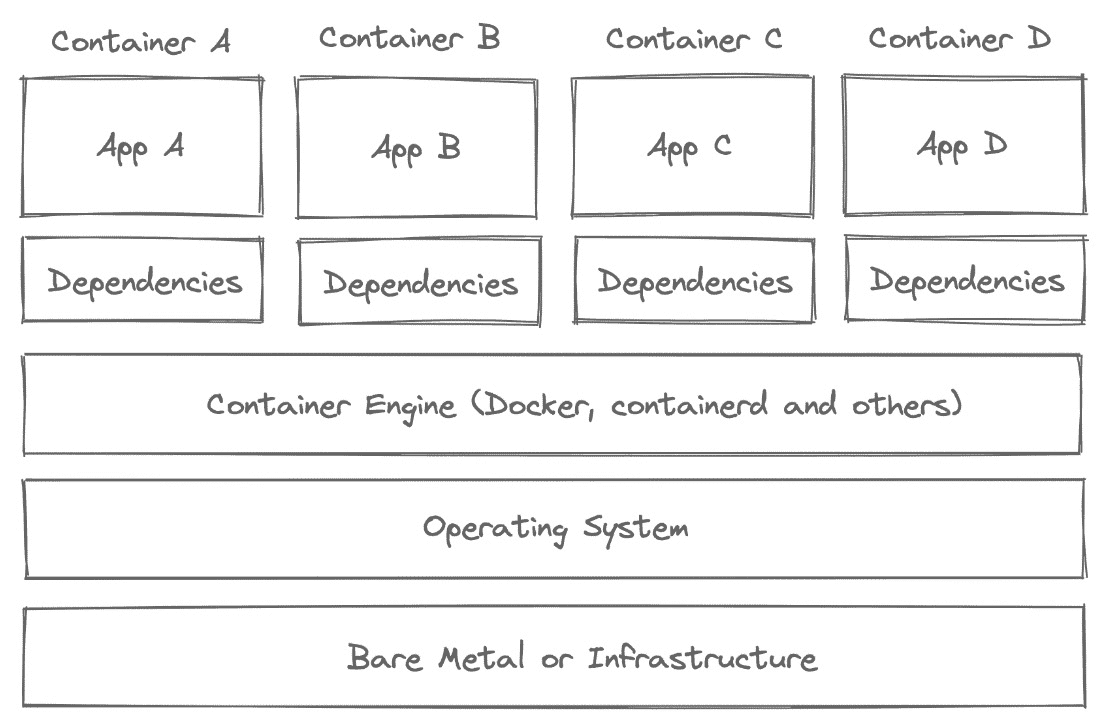 Container A
Container B
Container C
Container D
App A
App B
App C
App D
Dependencies
Dependencies
Dependencies
Dependencies
Container Engine (Docker, containerd and others)
Operating System
Bare Metal or Infrastructure